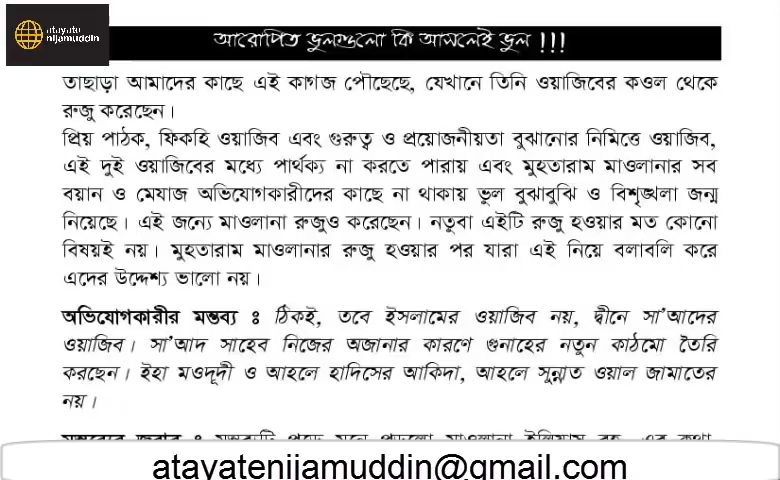 atayatu
nijamuddin
আরোপিত ভুলগুলো কি আসলেই ভুল !!!
তাছাড়া আমাদের কাছে এই কাগজ পৌছেছে, যেখানে তিনি ওয়াজিবের কওল থেকে
রুজু করেছেন।
প্রিয় পাঠক, ফিকহি ওয়াজিব এবং গুরুত্ব ও প্রয়োজনীয়তা বুঝানোর নিমিত্তে ওয়াজিব,
এই দুই ওয়াজিবের মধ্যে পার্থক্য না করতে পারায় এবং মুহতারাম মাওলানার সব
বয়ান ও মেযাজ অভিযোগকারীদের কাছে না থাকায় ভুল বুঝাবুঝি ও বিশৃঙ্খলা জন্ম
নিয়েছে। এই জন্যে মাওলানা রুজুও করেছেন। নতুবা এইটি রুজু হওয়ার মত কোনো
বিষয়ই নয়। মুহতারাম মাওলানার রুজু হওয়ার পর যারা এই নিয়ে বলাবলি করে
এদের উদ্দেশ্য ভালো নয়।
অভিযোগকারীর মন্তব্য ঃ ঠিকই, তবে ইসলামের ওয়াজিব নয়, দ্বীনে সা'আদের
ওয়াজিব। সা'আদ সাহেব নিজের অজানার কারণে গুনাহের নতুন কাঠমো তৈরি
করছেন। ইহা মওদূদী ও আহলে হাদিসের আকিদা, আহলে সুন্নাত ওয়াল জামাতের
নয়।
atayatenijamuddin@gmail.com